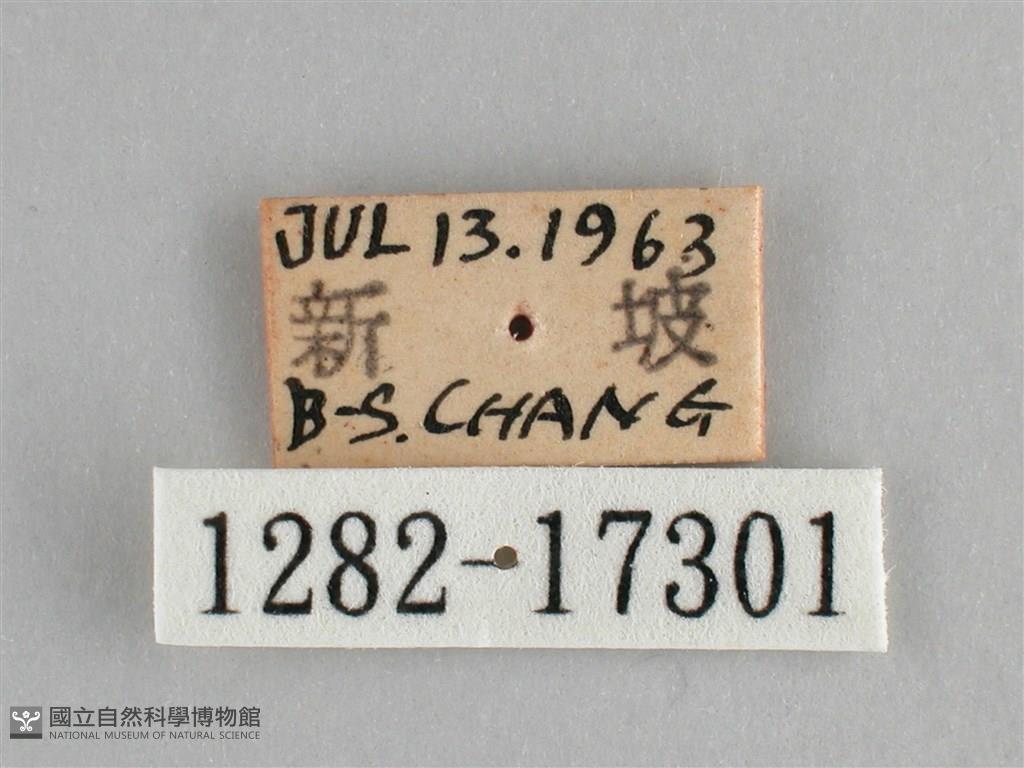 JUL 13.1963
新 坡
B-S.CHANG
1282-17301
國立自然科學博物館
NATIONAL MUSEUM OF NATURAL SCIENCE